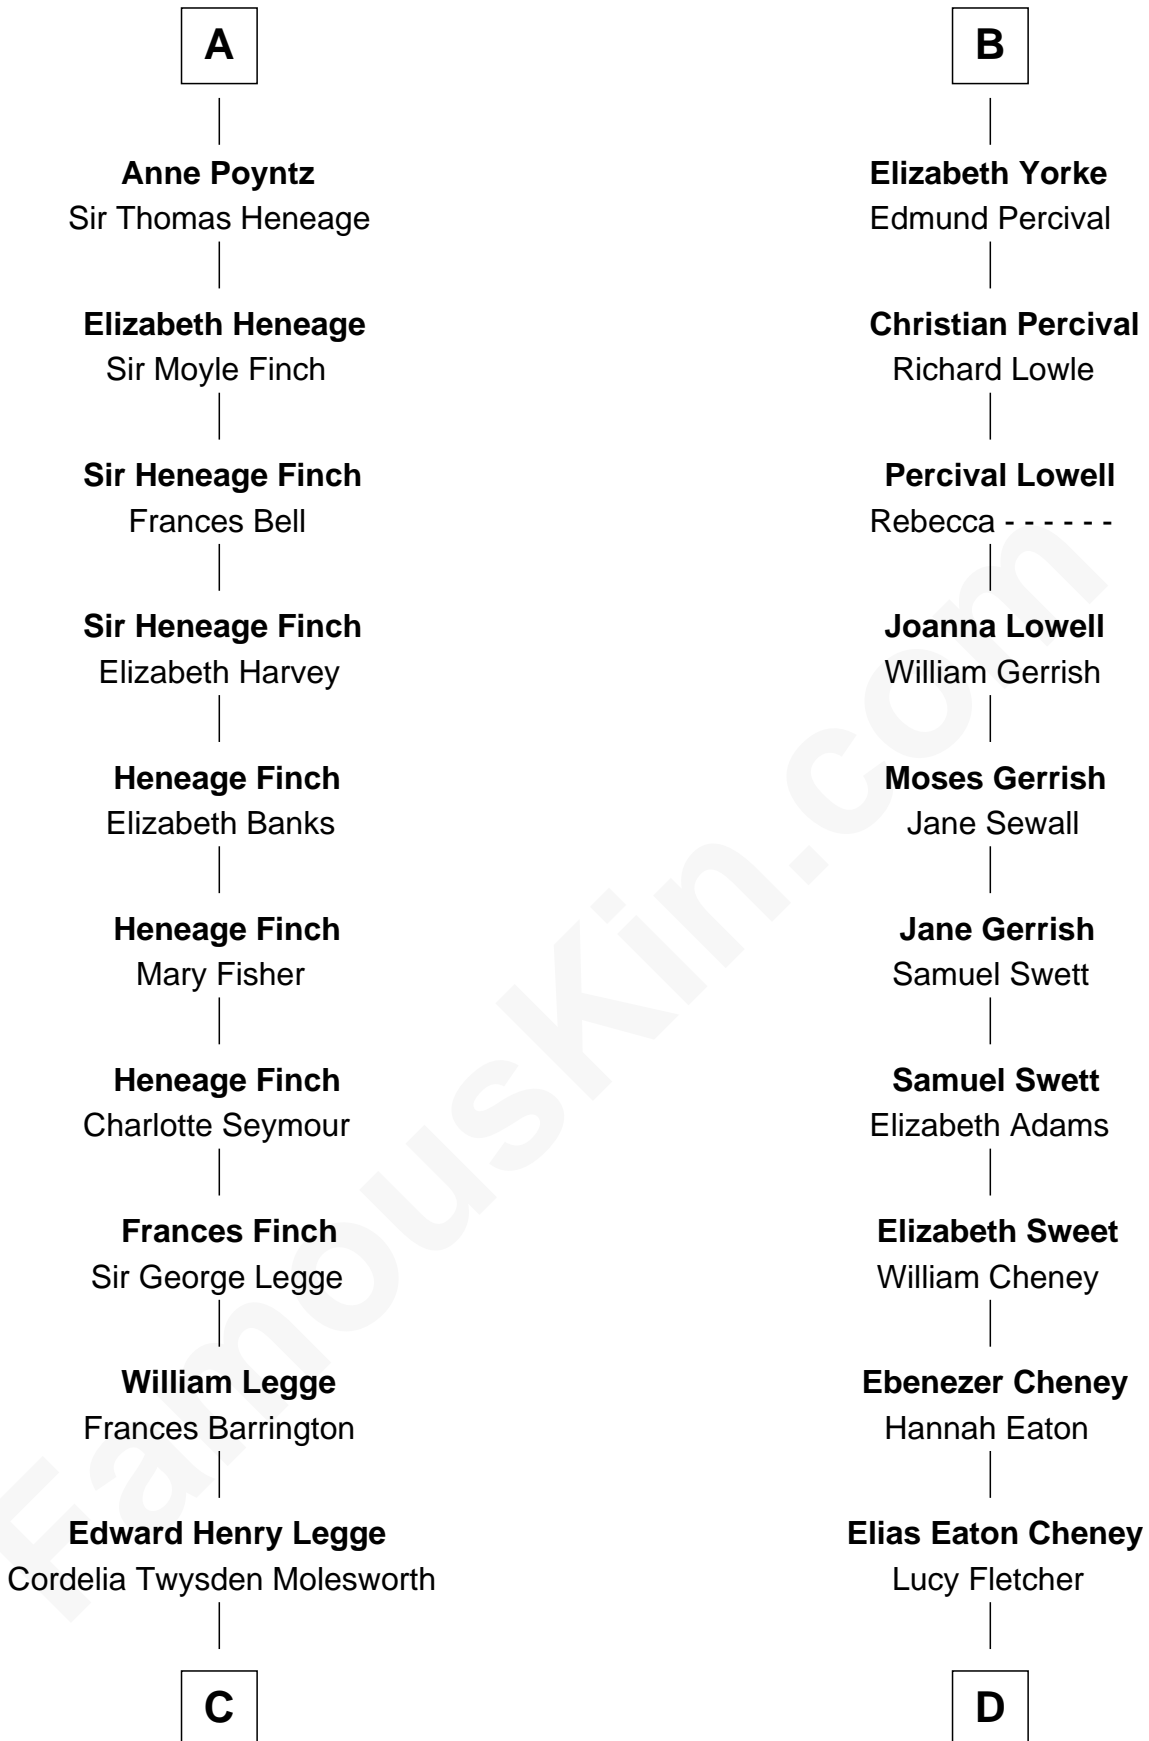 A
Anne Poyntz
Sir Thomas Heneage
Elizabeth Heneage
Sir Moyle Finch
Sir Heneage Finch
Frances Bell
Sir Heneage Finch
Elizabeth Harvey
Heneage Finch
Elizabeth Banks
Heneage Finch
Mary Fisher
Heneage Finch
Charlotte Seymour
Frances Finch
Sir George Legge
William Legge
Frances Barrington
Edward Henry Legge
Cordelia Twysden Molesworth
C
B
Elizabeth Yorke
Edmund Percival
Christian Percival
Richard Lowle
Percival Lowell
Rebecca - - - - - -
Joanna Lowell
William Gerrish
Moses Gerrish
Jane Sewall
Jane Gerrish
Samuel Swett
Samuel Swett
Elizabeth Adams
Elizabeth Sweet
William Cheney
Ebenezer Cheney
Hannah Eaton
Elias Eaton Cheney
Lucy Fletcher
D
FamousKin.com